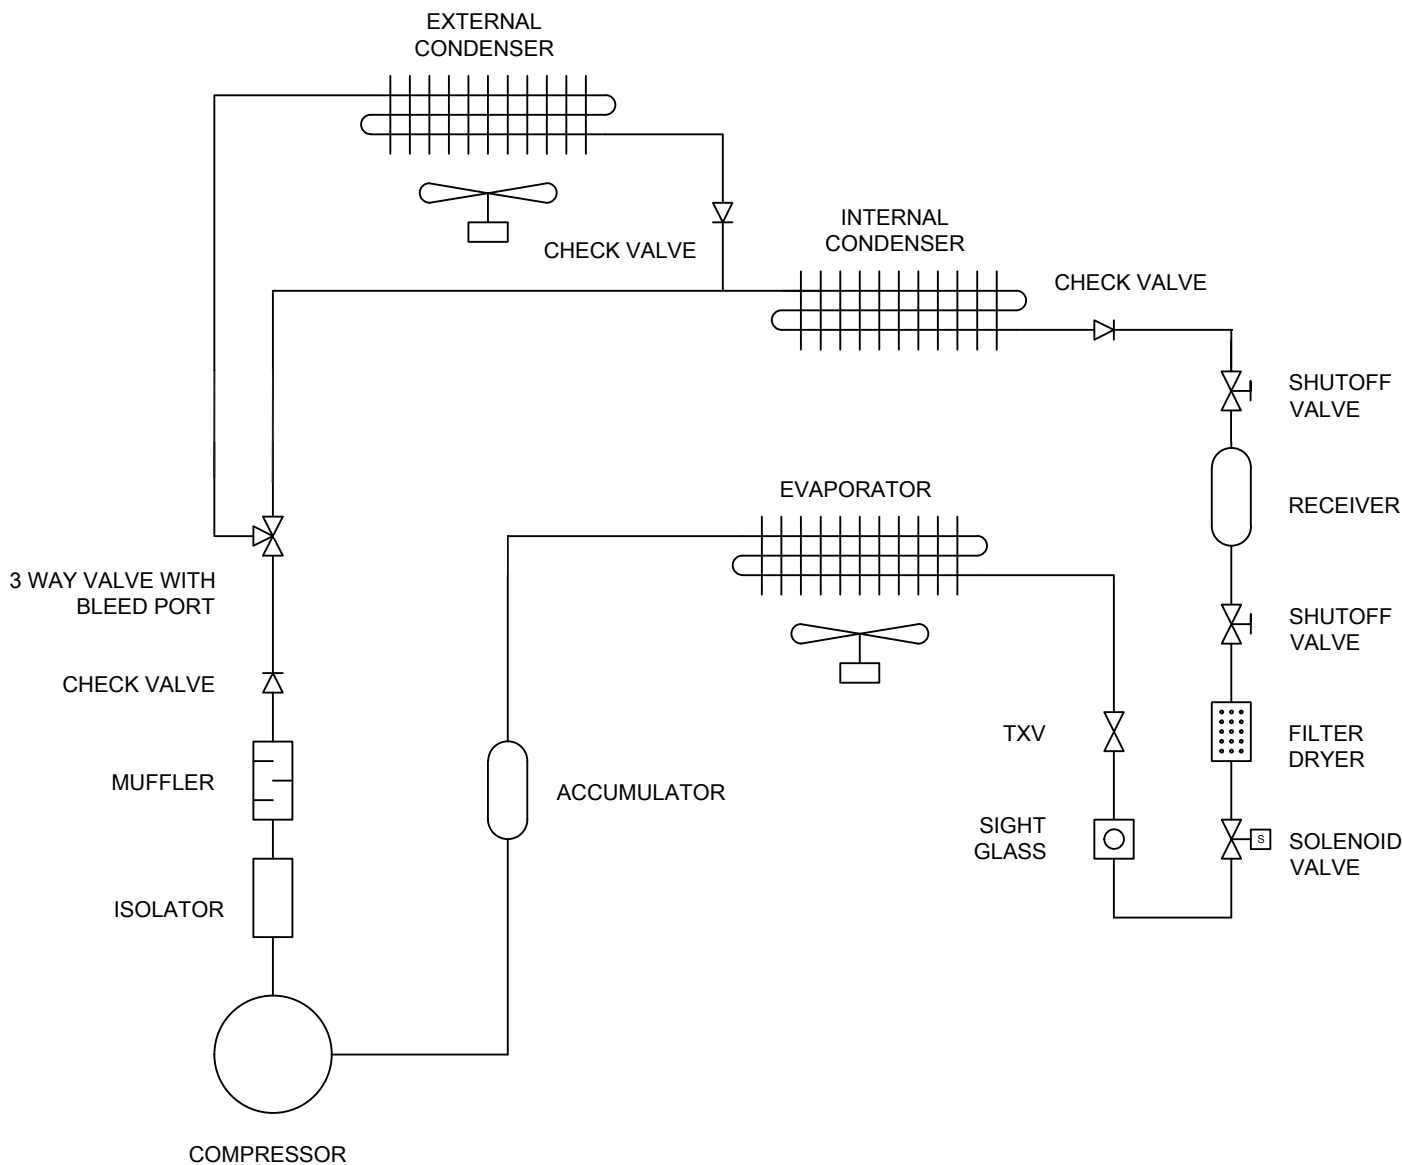 EXTERNAL
CONDENSER
INTERNAL
CONDENSER
CHECK VALVE
CHECK VALVE
SHUTOFF
VALVE
EVAPORATOR
RECEIVER
3 WAY VALVE WITH
BLEED PORT
SHUTOFF
VALVE
CHECK VALVE
TXV
FILTER
DRYER
MUFFLER
ACCUMULATOR
SIGHT
GLASS
S
SOLENOID
VALVE
ISOLATOR
COMPRESSOR